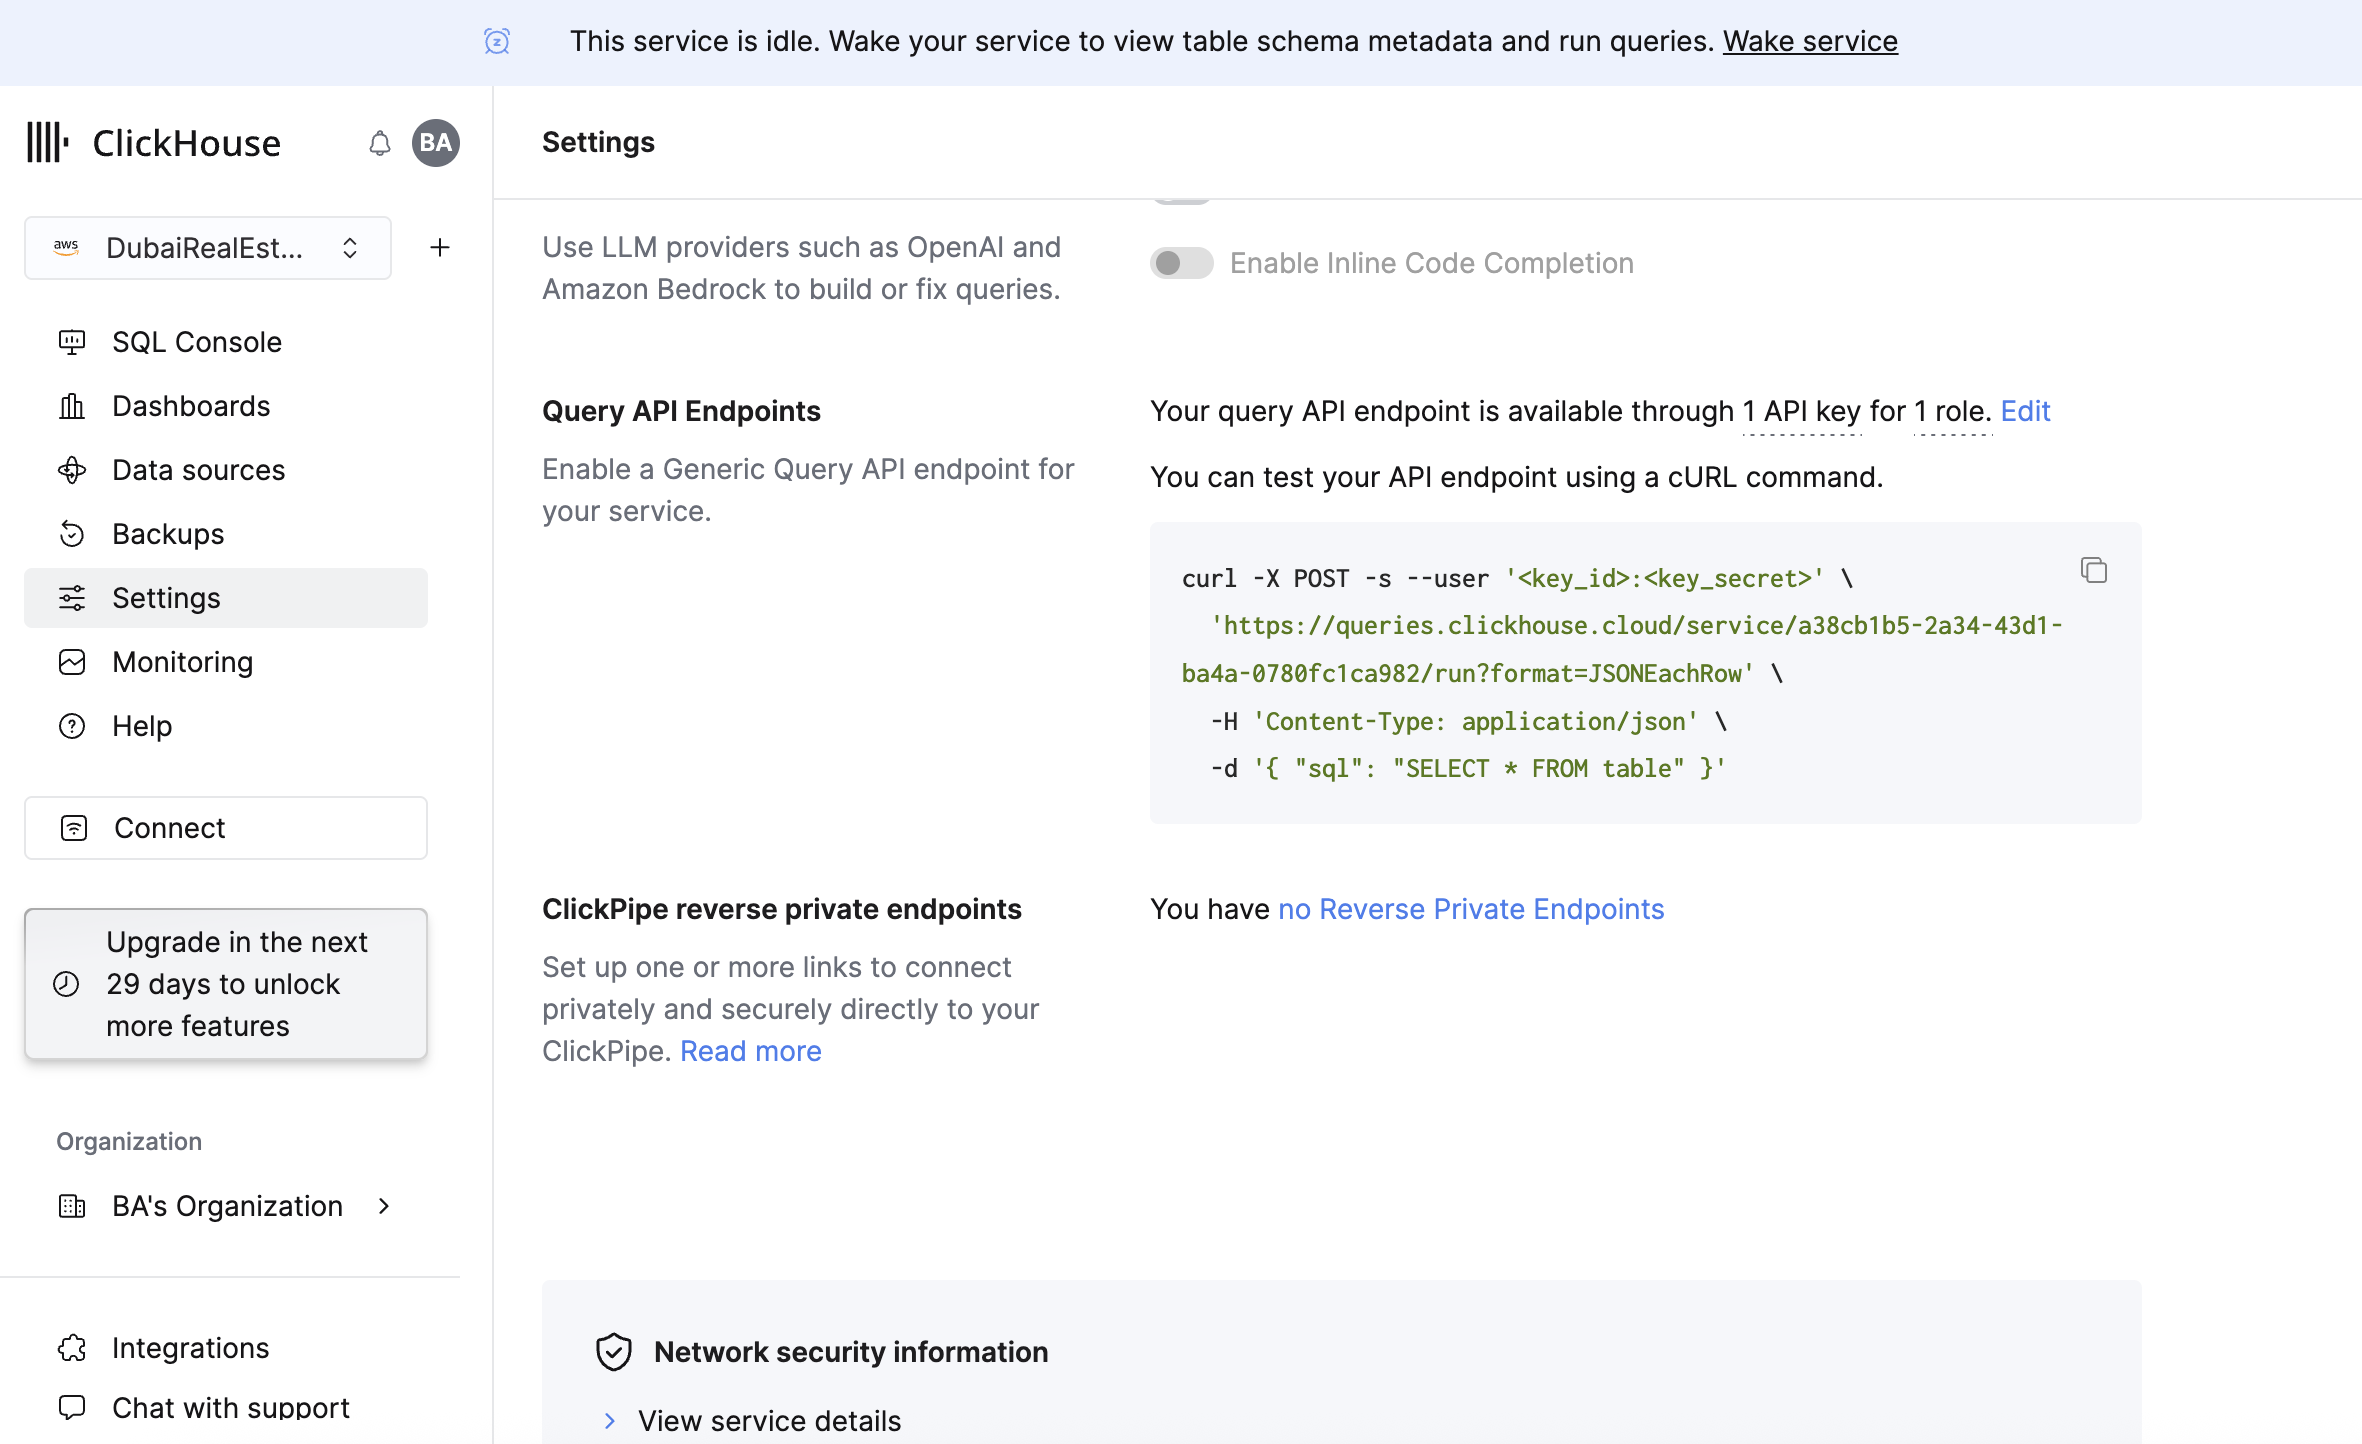 This service is idle. Wake your service to view table schema metadata and run queries. Wake service
ClickHouse
BA
aws
DubaiRealEst...
SQL Console
Dashboards
Data sources
Backups
Settings
Monitoring
Help
Connect
Upgrade in the next
29 days to unlock
more features
Organization
BA's Organization
Integrations
Chat with support
Settings
Use LLM providers such as OpenAI and
Amazon Bedrock to build or fix queries.
Enable Inline Code Completion
Query API Endpoints
Enable a Generic Query API endpoint for
your service.
Your query API endpoint is available through 1 API key for 1 role. Edit
You can test your API endpoint using a cURL command.
curl -X POST -s --user '<key_id>:<key_secret>' \
'https://queries.clickhouse.cloud/service/a38cb1b5-2a34-43d1-
ba4a-0780fc1ca982/run?format=JSONEachRow' \
-H 'Content-Type: application/json' \
-d '{ "sql": "SELECT * FROM table" }'
ClickPipe reverse private endpoints
Set up one or more links to connect
privately and securely directly to your
ClickPipe. Read more
You have no Reverse Private Endpoints
Network security information
View service details